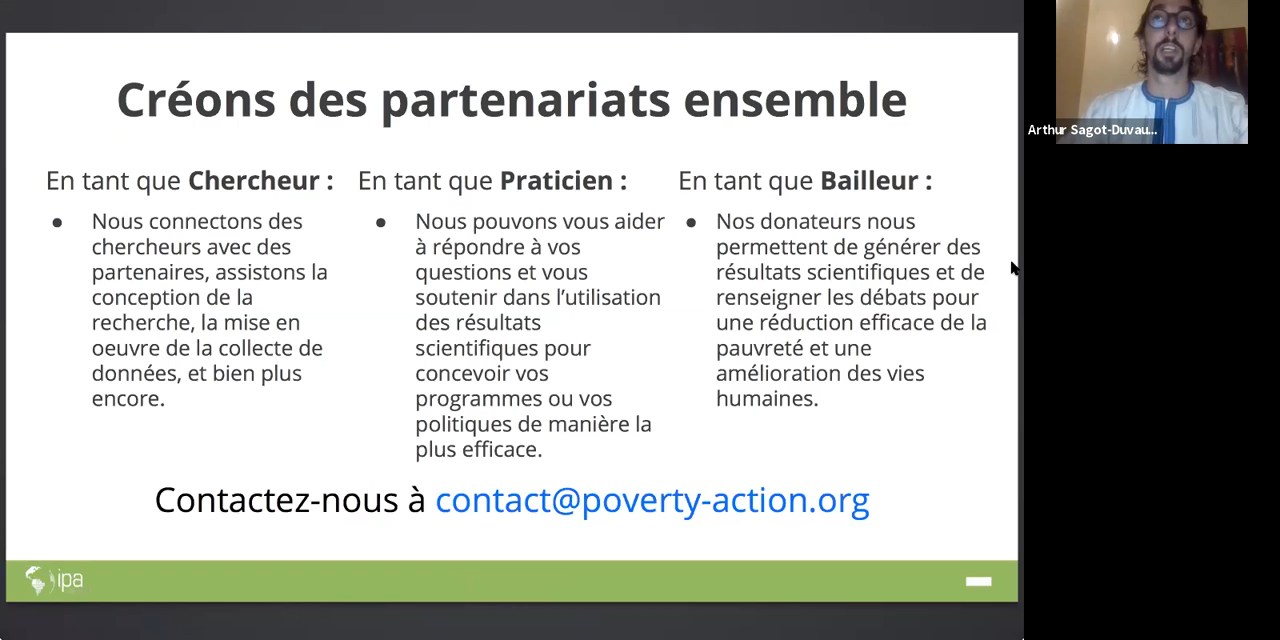 Créons des partenariats ensemble
En tant que Chercheur :
● Nous connectons des
chercheurs avec des
partenaires, assistons la
conception de la
recherche, la mise en
oeuvre de la collecte de
données, et bien plus
encore.
En tant que Praticien :
● Nous pouvons vous aider
à répondre à vos
questions et vous
soutenir dans l’utilisation
des résultats
scientifiques pour
concevoir vos
programmes ou vos
politiques de manière la
plus efficace.
En tant que Bailleur :
● Nos donateurs nous
permettent de générer des
résultats scientifiques et de
renseigner les débats pour
une réduction efficace de la
pauvreté et une
amélioration des vies
humaines.
Contactez-nous à contact@poverty-action.org
ipa
Arthur Sagot-Duvau...